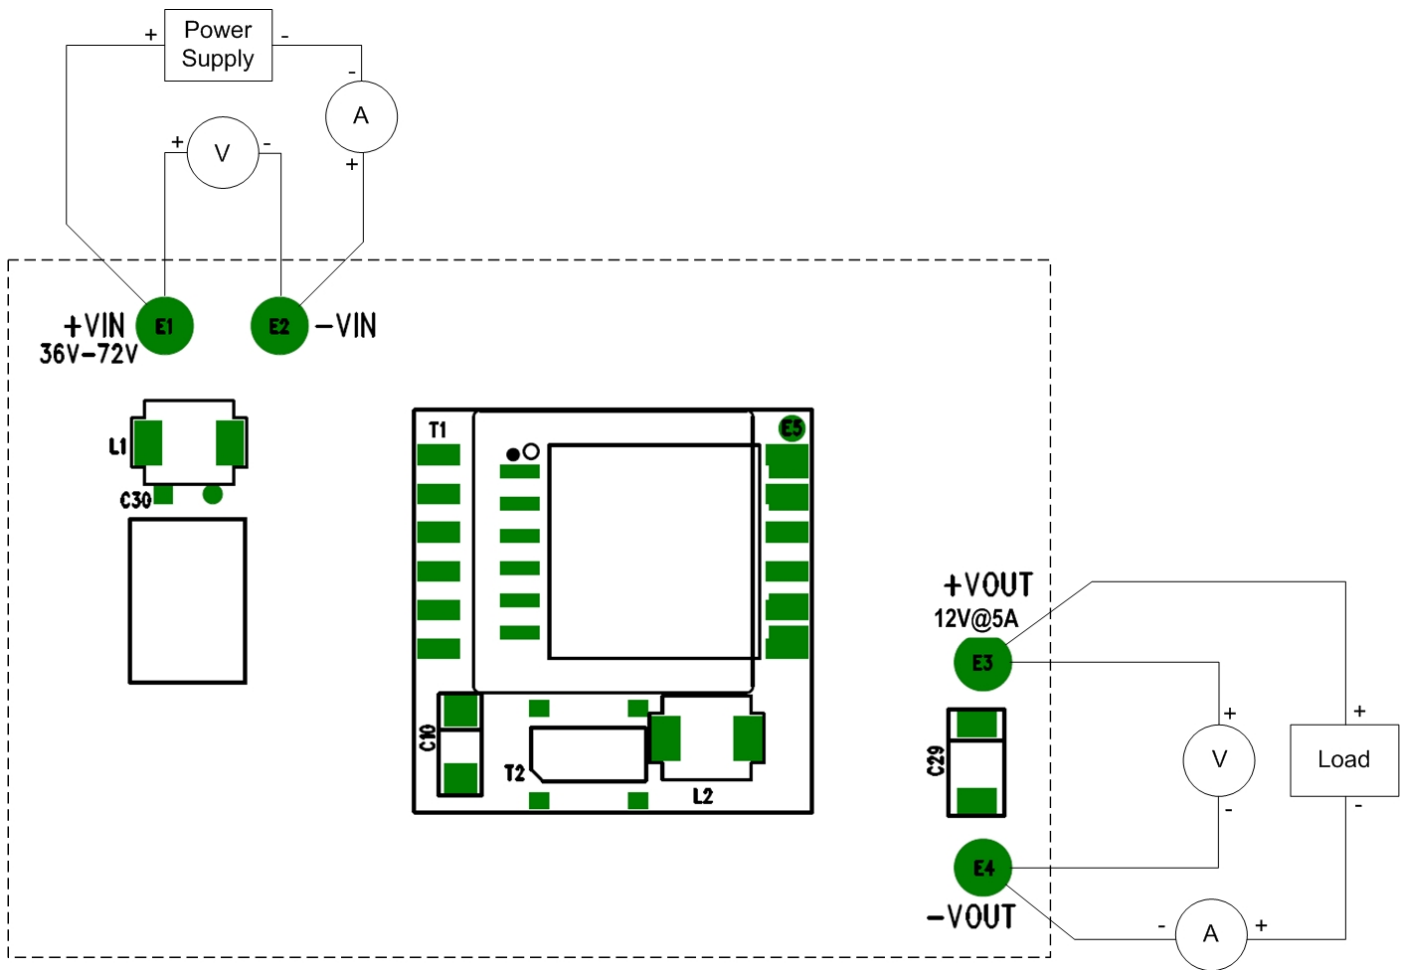 + Power -
Supply
-
A
+ V -
+
+VIN E1 E2 -VIN
36V-72V
T1 E5
L1
C30
+VOUT
12V@5A
E3
+ +
C10 C29 V Load
T2
- -
L2
E4
-VOUT
- A +